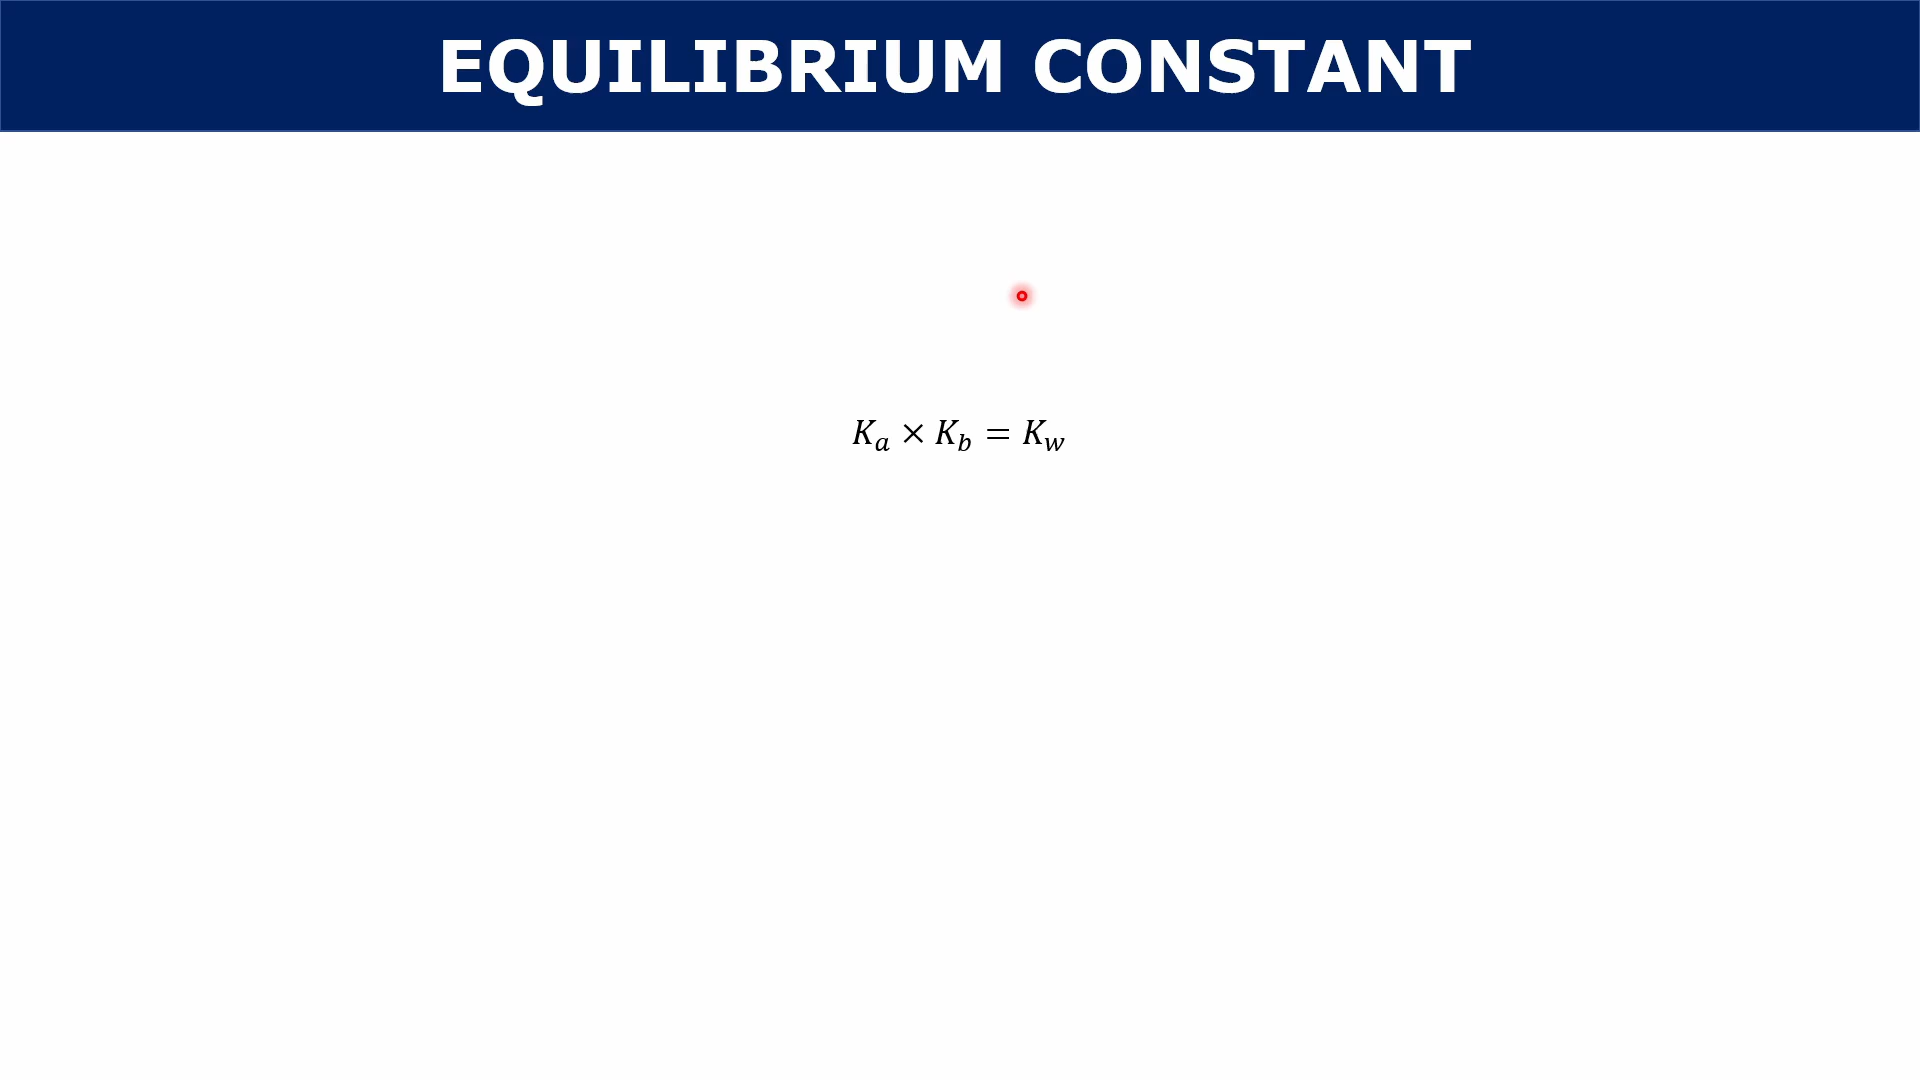 EQUILIBRIUM CONSTANT
K_a × K_b = K_w